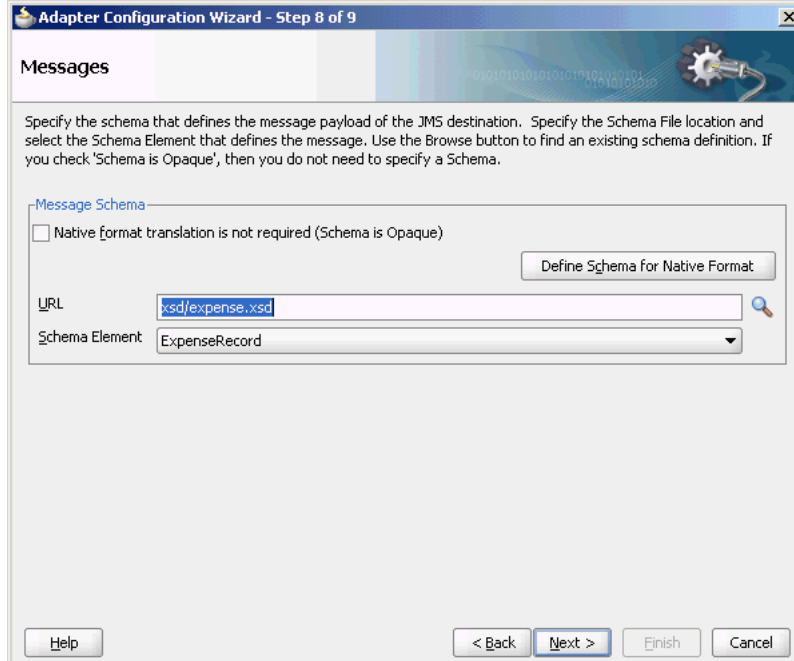 Adapter Configuration Wizard - Step 8 of 9
Messages
Specify the schema that defines the message payload of the JMS destination.  Specify the Schema File location and
select the Schema Element that defines the message. Use the Browse button to find an existing schema definition. If
you check 'Schema is Opaque', then you do not need to specify a Schema.
Message Schema
Native format translation is not required (Schema is Opaque)
Define Schema for Native Format
URL xsd/expense.xsd
Schema Element ExpenseRecord
Help < Back Next > Finish Cancel